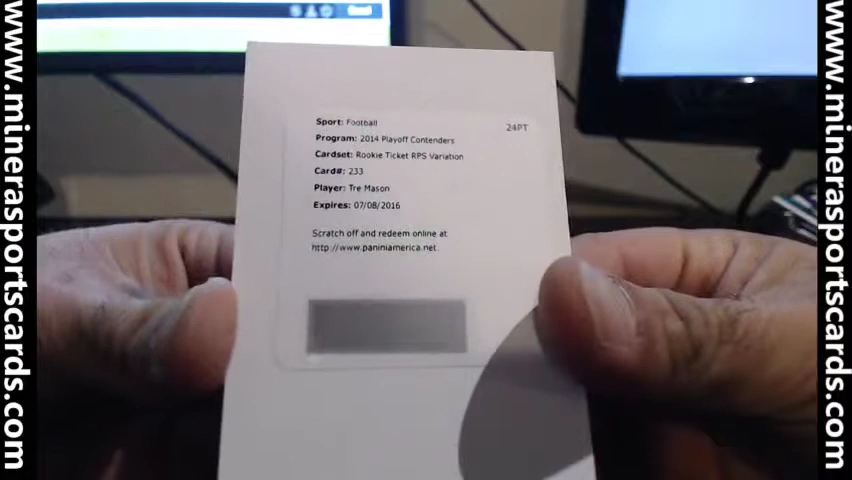 www.minerasportscards.com
Sport: Football
24PT
Program: 2014 Playoff Contenders
Cardset: Rookie Ticket RPS Variation
Card#: 233
Player: Tre Mason
Expires: 07/08/2016
Scratch off and redeem online at
http://www.paniniamerica.net.
www.minerasportscards.com